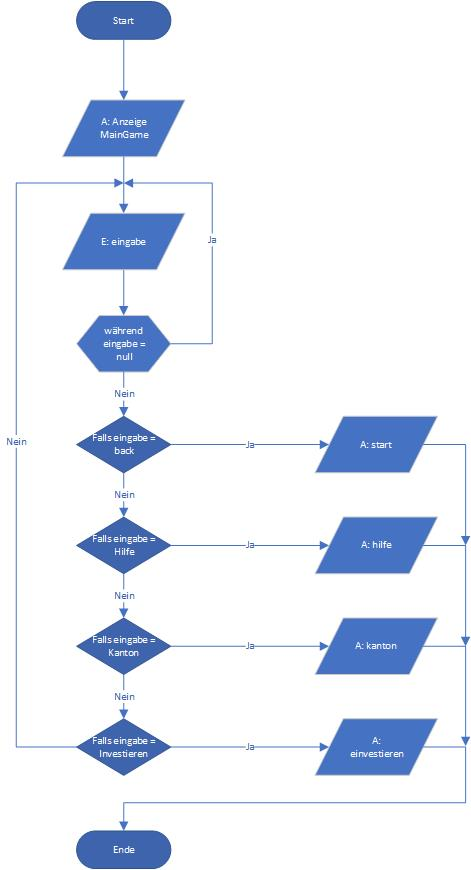 Start
A: Anzeige
MainGame
E: eingabe
Ja
während
eingabe =
null
Nein
Falls eingabe =
back
Ja
A: start
Nein
Nein
Falls eingabe =
Hilfe
Ja
A: hilfe
Nein
Falls eingabe =
Kanton
Ja
A: kanton
Nein
Falls eingabe =
Investieren
Ja
A:
einvestieren
Ende